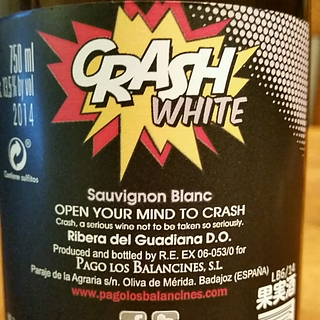 CRASH
WHITE
750 ml
13,5% by vol
2014
Contiene sulfitos
Sauvignon Blanc
OPEN YOUR MIND TO CRASH
Crash, a serious wine not to be taken so seriously.
Ribera del Guadiana D.O.
Produced and bottled by R.E. EX 06-053/0 for
PAGO LOS BALANCINES, S.L.
Paraje de la Agraria s/n. Oliva de Mérida. Badajoz (ESPAÑA)
www.pagolosbalancines.com
LB6/14
果実酒